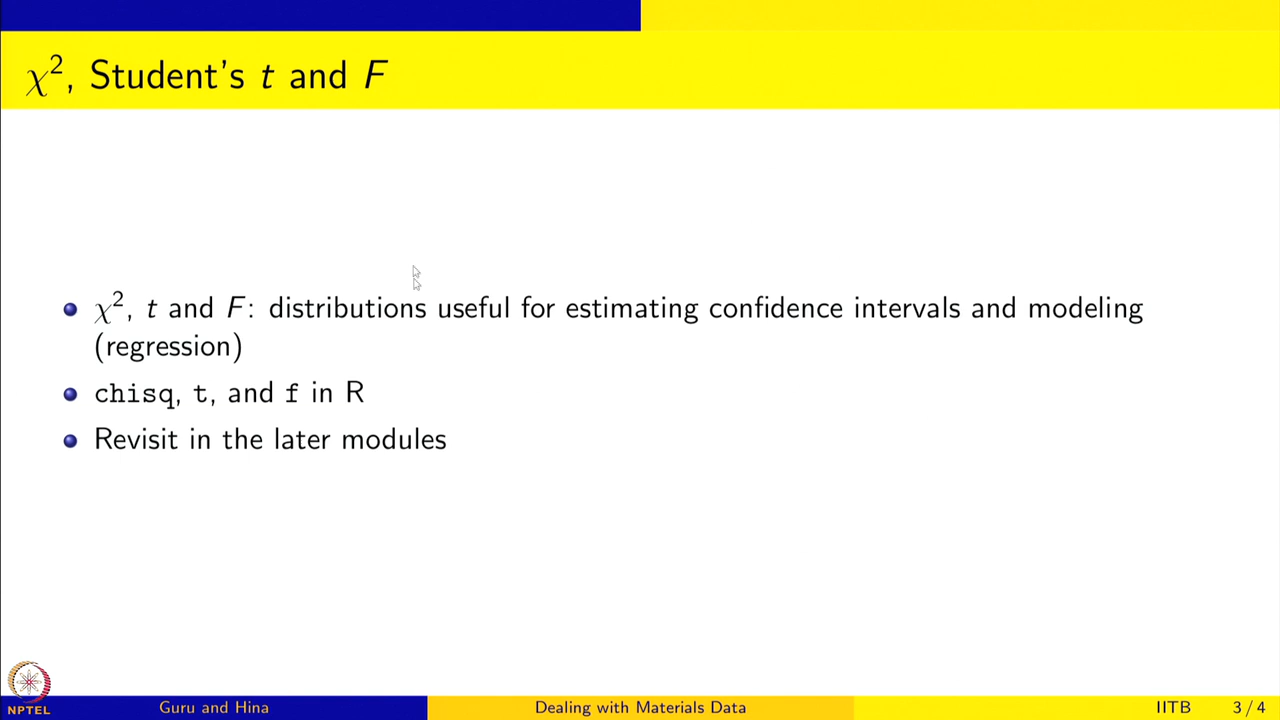 χ², Student's t and F
χ², t and F: distributions useful for estimating confidence intervals and modeling
(regression)
chisq, t, and f in R
Revisit in the later modules
NPTEL
Guru and Hina
Dealing with Materials Data
IITB
3 / 4